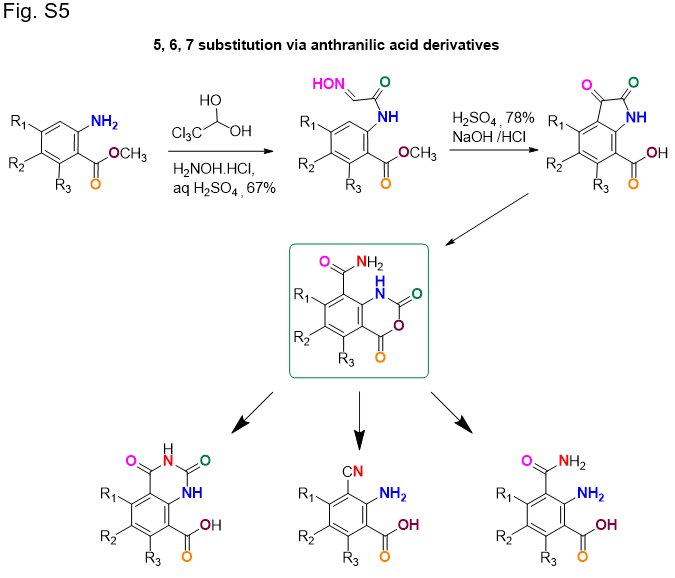 Fig. S5
5, 6, 7 substitution via anthranilic acid derivatives
R1 NH2
R2 OCH3
R3 O
HO
Cl3C OH
H2NOH.HCl,
aq H2SO4, 67%
HON O
R1 NH
R2 OCH3
R3 O
H2SO4, 78%
NaOH /HCl
O O
R1 NH
R2 OH
R3 O
O NH2
H
R1 N O
R2 O
R3 O
H
O N O
R1 NH
R2 OH
R3 O
CN
R1 NH2
R2 OH
R3 O
O NH2
R1 NH2
R2 OH
R3 O